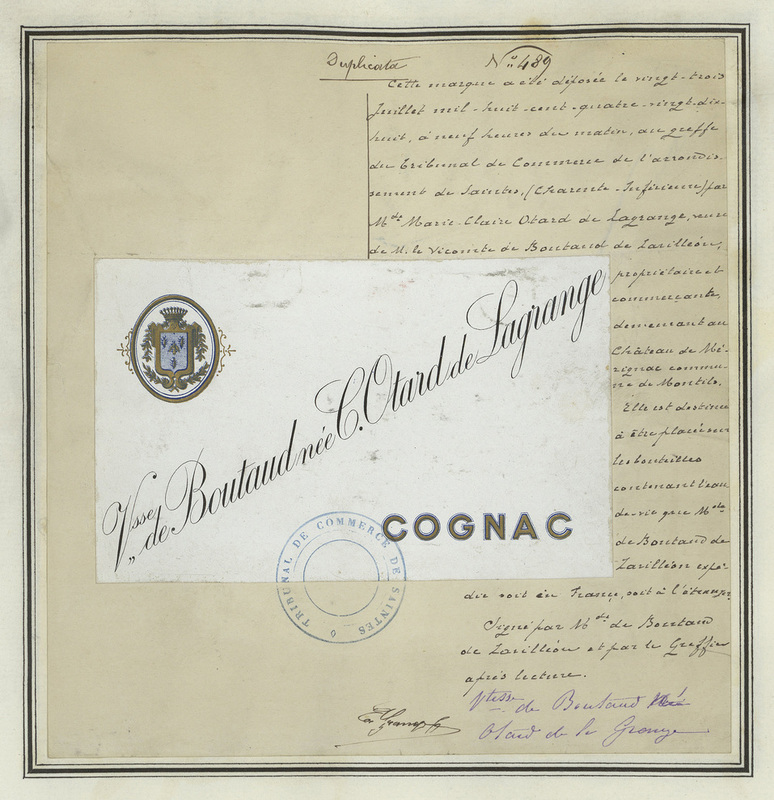 Duplicata
N° 489
Cette marque a été déposée le vingt-trois
Juillet mil-huit-cent-quatre-vingt-dix-
huit, à neuf heures du matin, au greffe
du Tribunal de Commerce de l'arrondis-
sement de Saintes, (Charente-Inférieure) par
Mde Marie-Claire Otard de Lagrange, veuve
de M. le Vicomte de Boutaud de Lavilléon,
propriétaire et
commerçante,
demeurant au
Château de Mé-
rignac commu-
ne de Montils.
Elle est destinée
à être placée sur
les bouteilles
contenant l'eau
de-vie que Mde
de Boutaud de
Lavilléon expé-
die soit en France, soit à l'étranger
Signé par Mde de Boutaud
de Lavilléon et par le Greffier
après lecture.
Vtesse de Boutaud née
Otard de la Grange
Vsse de Boutaud née C. Otard de Lagrange
COGNAC
TRIBUNAL DE COMMERCE DE SAINTES